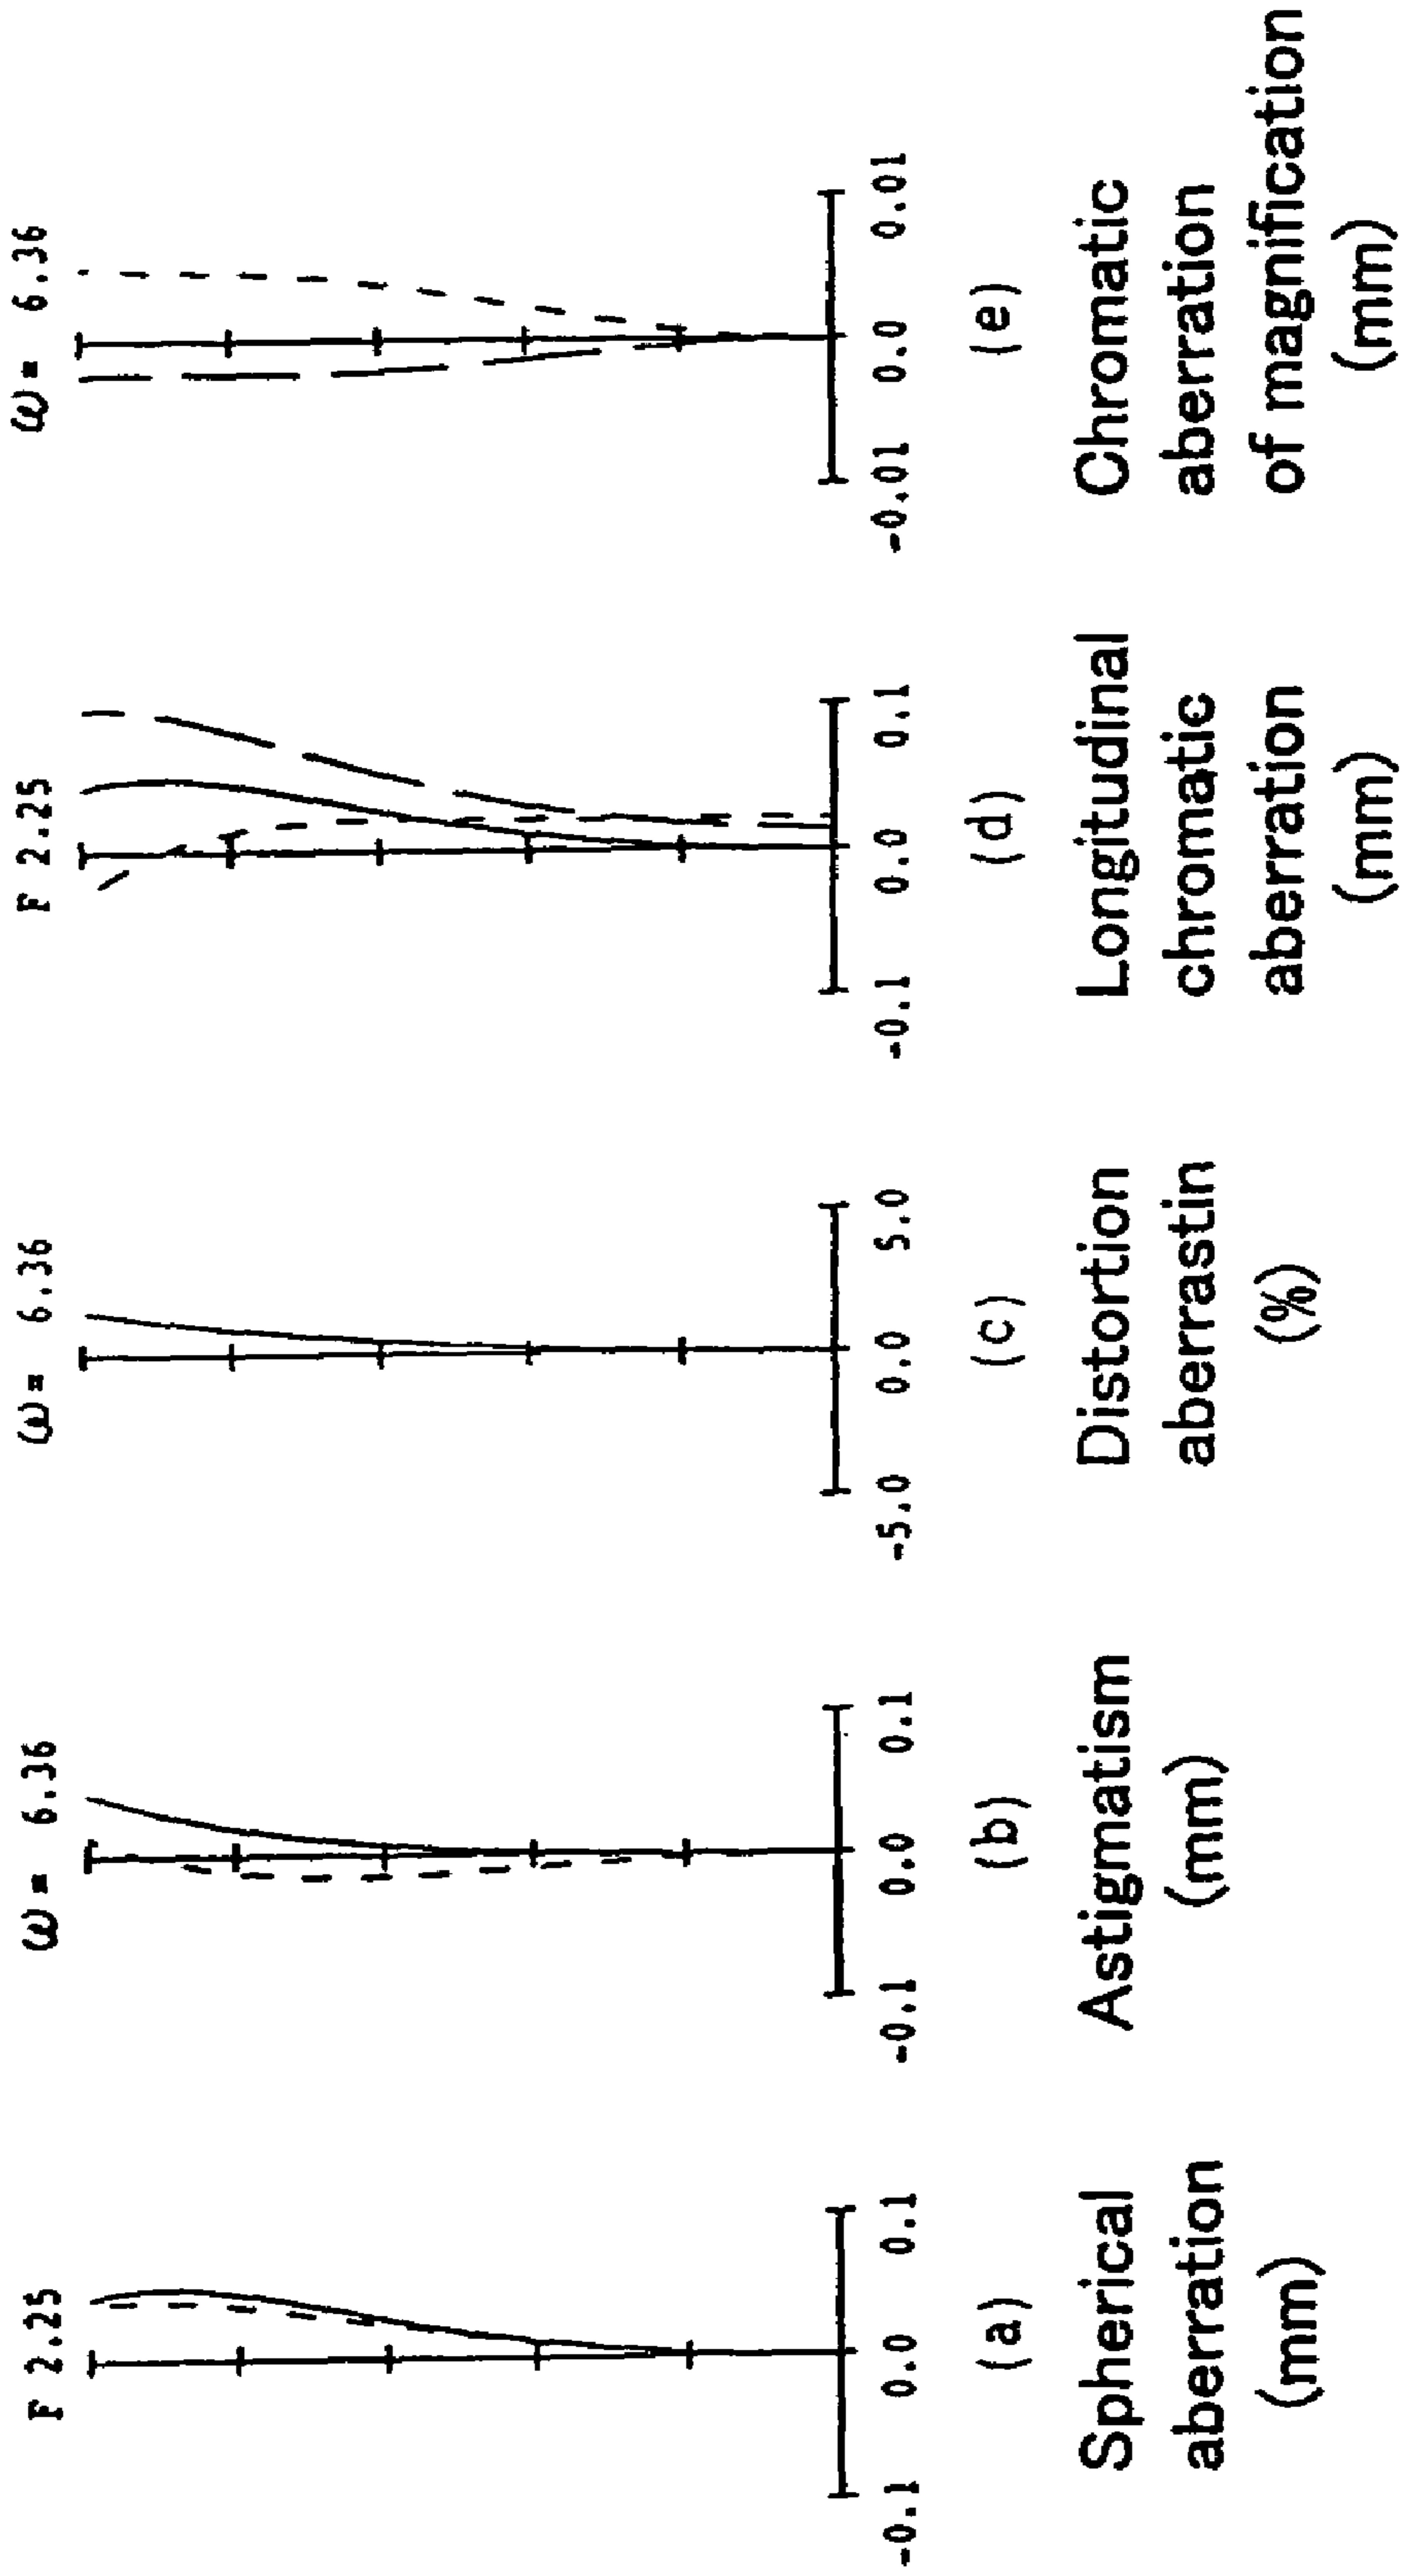 F 2.25
-0.1 0.0 0.1
(a)
Spherical
aberration
(mm)
ω= 6.36
-0.1 0.0 0.1
(b)
Astigmatism
(mm)
ω= 6.36
-5.0 0.0 5.0
(c)
Distortion
aberrastin
(%)
F 2.25
-0.1 0.0 0.1
(d)
Longitudinal
chromatic
aberration
(mm)
ω= 6.36
-0.01 0.0 0.01
(e)
Chromatic
aberration
of magnification
(mm)